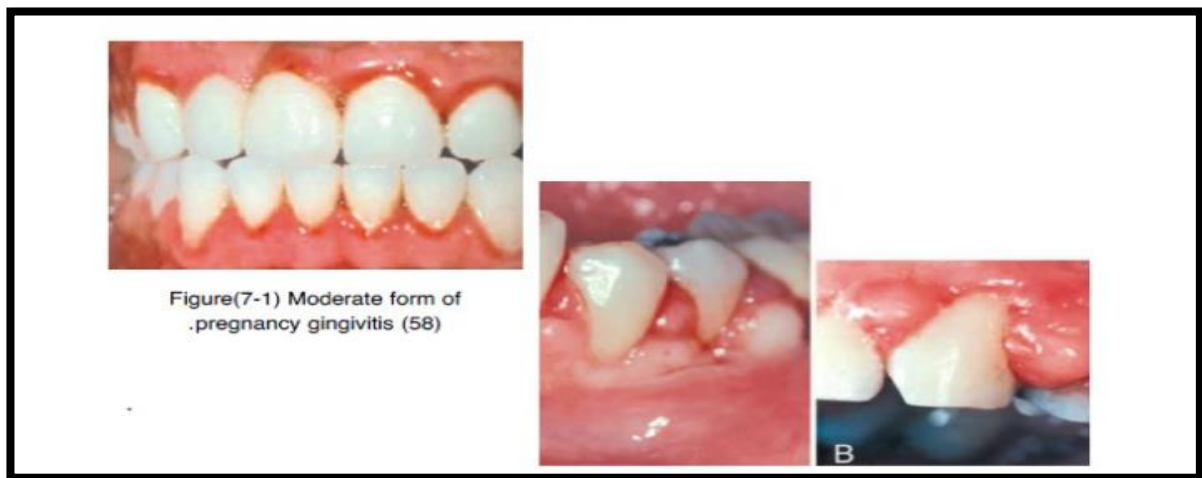 Figure(7-1) Moderate form of
.pregnancy gingivitis (58)
B